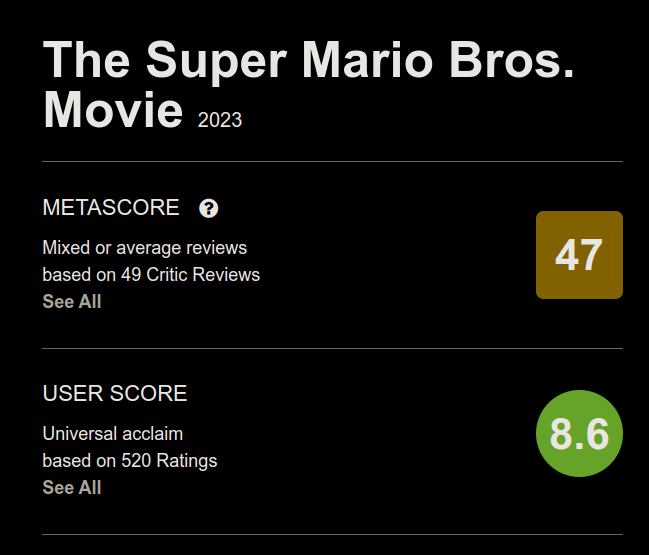 The Super Mario Bros.
Movie 2023
METASCORE ?
Mixed or average reviews
based on 49 Critic Reviews
See All
47
USER SCORE
Universal acclaim
based on 520 Ratings
See All
8.6